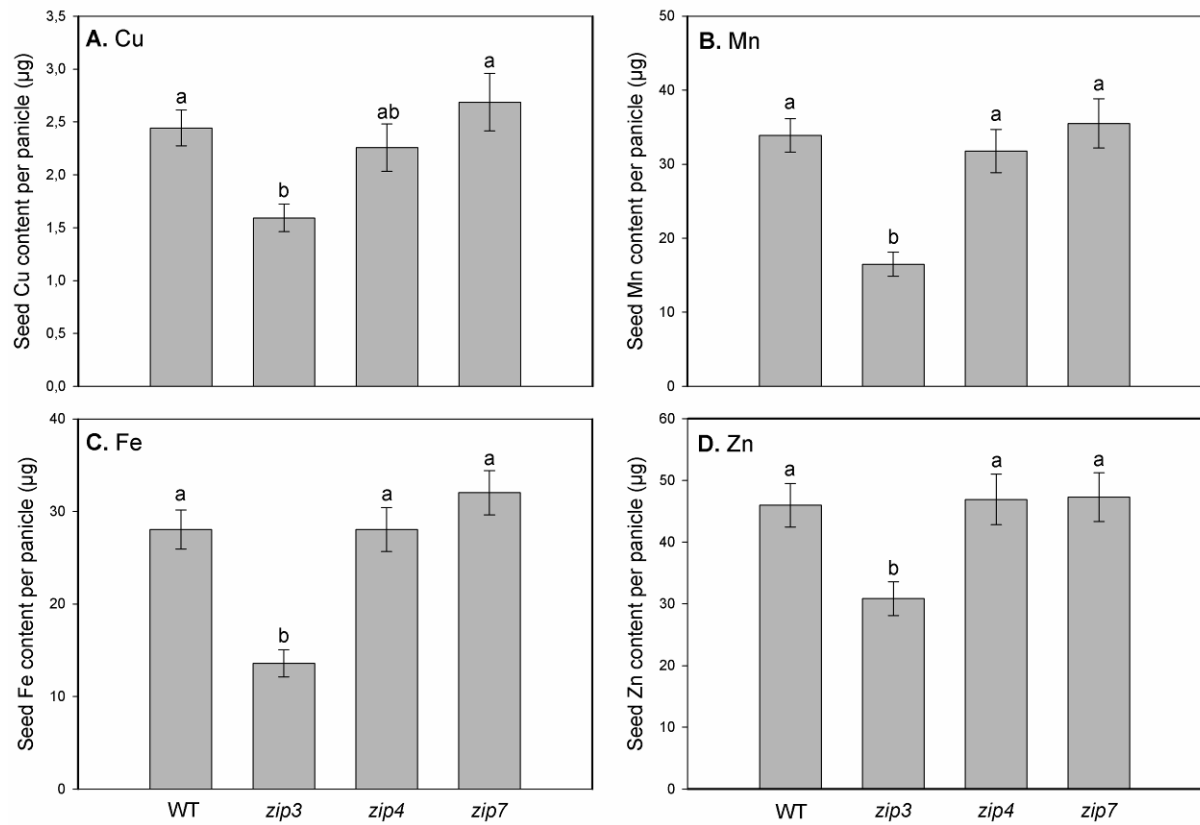 A. Cu
Seed Cu content per panicle (µg)
3,5
3,0
2,5
2,0
1,5
1,0
0,5
0,0
a
b
ab
a
B. Mn
Seed Mn content per panicle (µg)
50
40
30
20
10
0
a
b
a
a
C. Fe
Seed Fe content per panicle (µg)
40
30
20
10
0
a
b
a
a
WT zip3 zip4 zip7
D. Zn
Seed Zn content per panicle (µg)
60
50
40
30
20
10
0
a
b
a
a
WT zip3 zip4 zip7